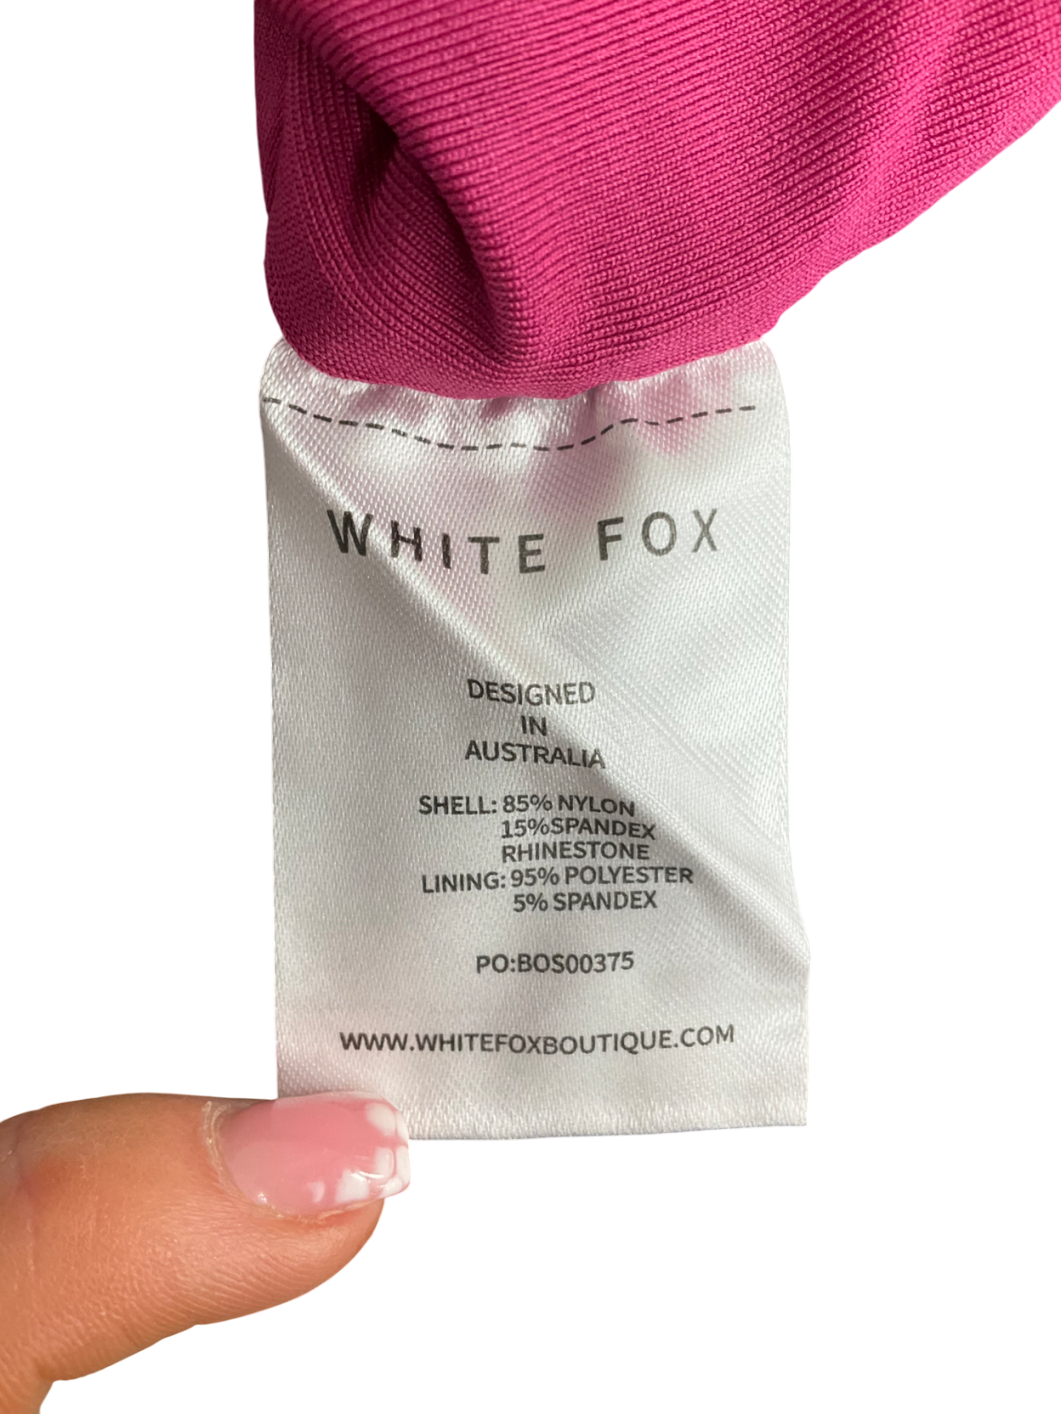 WHITE FOX
DESIGNED
IN
AUSTRALIA
SHELL: 85% NYLON
15%SPANDEX
RHINESTONE
LINING: 95% POLYESTER
5% SPANDEX
PO:BOS00375
WWW.WHITEFOXBOUTIQUE.COM